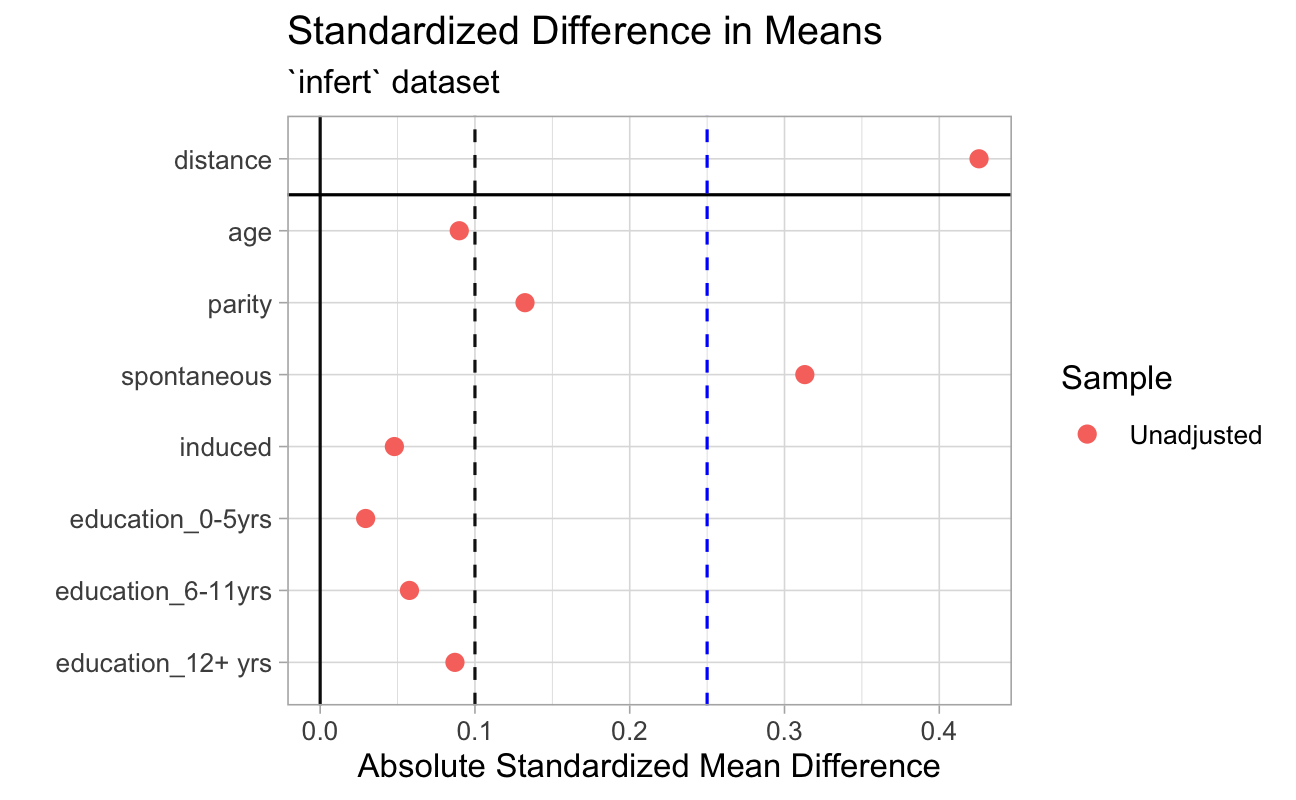 Standardized Difference in Means
`infert` dataset
distance
age
parity
spontaneous
induced
education_0-5yrs
education_6-11yrs
education_12+ yrs
0.0 0.1 0.2 0.3 0.4
Absolute Standardized Mean Difference
Sample
Unadjusted